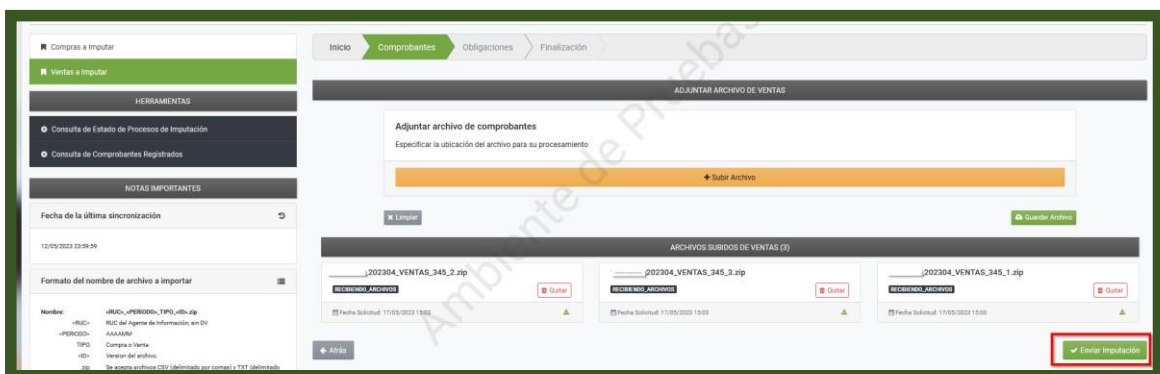 Compras a Imputar
Ventas a Imputar
HERRAMIENTAS
Consulta de Estado de Procesos de Imputación
Consulta de Comprobantes Registrados
NOTAS IMPORTANTES
Fecha de la última sincronización
12/05/2023 23:59:59
Formato del nombre de archivo a importar
Nombre: <RUC>_<PERIODO>_TIPO_<ID>.zip
<RUC> RUC del Agente de Información, sin DV
<PERIODO> AAAAMM
TIPO Compra o Venta
<ID> Version del archivo.
zip Se acepta archivos CSV (delimitado por comas) y TXT (delimitado
Inicio Comprobantes Obligaciones Finalización
ADJUNTAR ARCHIVO DE VENTAS
Adjuntar archivo de comprobantes
Especificar la ubicación del archivo para su procesamiento
+ Subir Archivo
Limpiar Guardar Archivo
ARCHIVOS SUBIDOS DE VENTAS (3)
202304_VENTAS_345_2.zip
RECIBIENDO_ARCHIVOS Quitar
Fecha Solicitud: 17/05/2023 15:03
202304_VENTAS_345_3.zip
RECIBIENDO_ARCHIVOS Quitar
Fecha Solicitud: 17/05/2023 15:03
202304_VENTAS_345_1.zip
RECIBIENDO_ARCHIVOS Quitar
Fecha Solicitud: 17/05/2023 15:00
Atrás Enviar Imputación
Ambiente de Pruebas